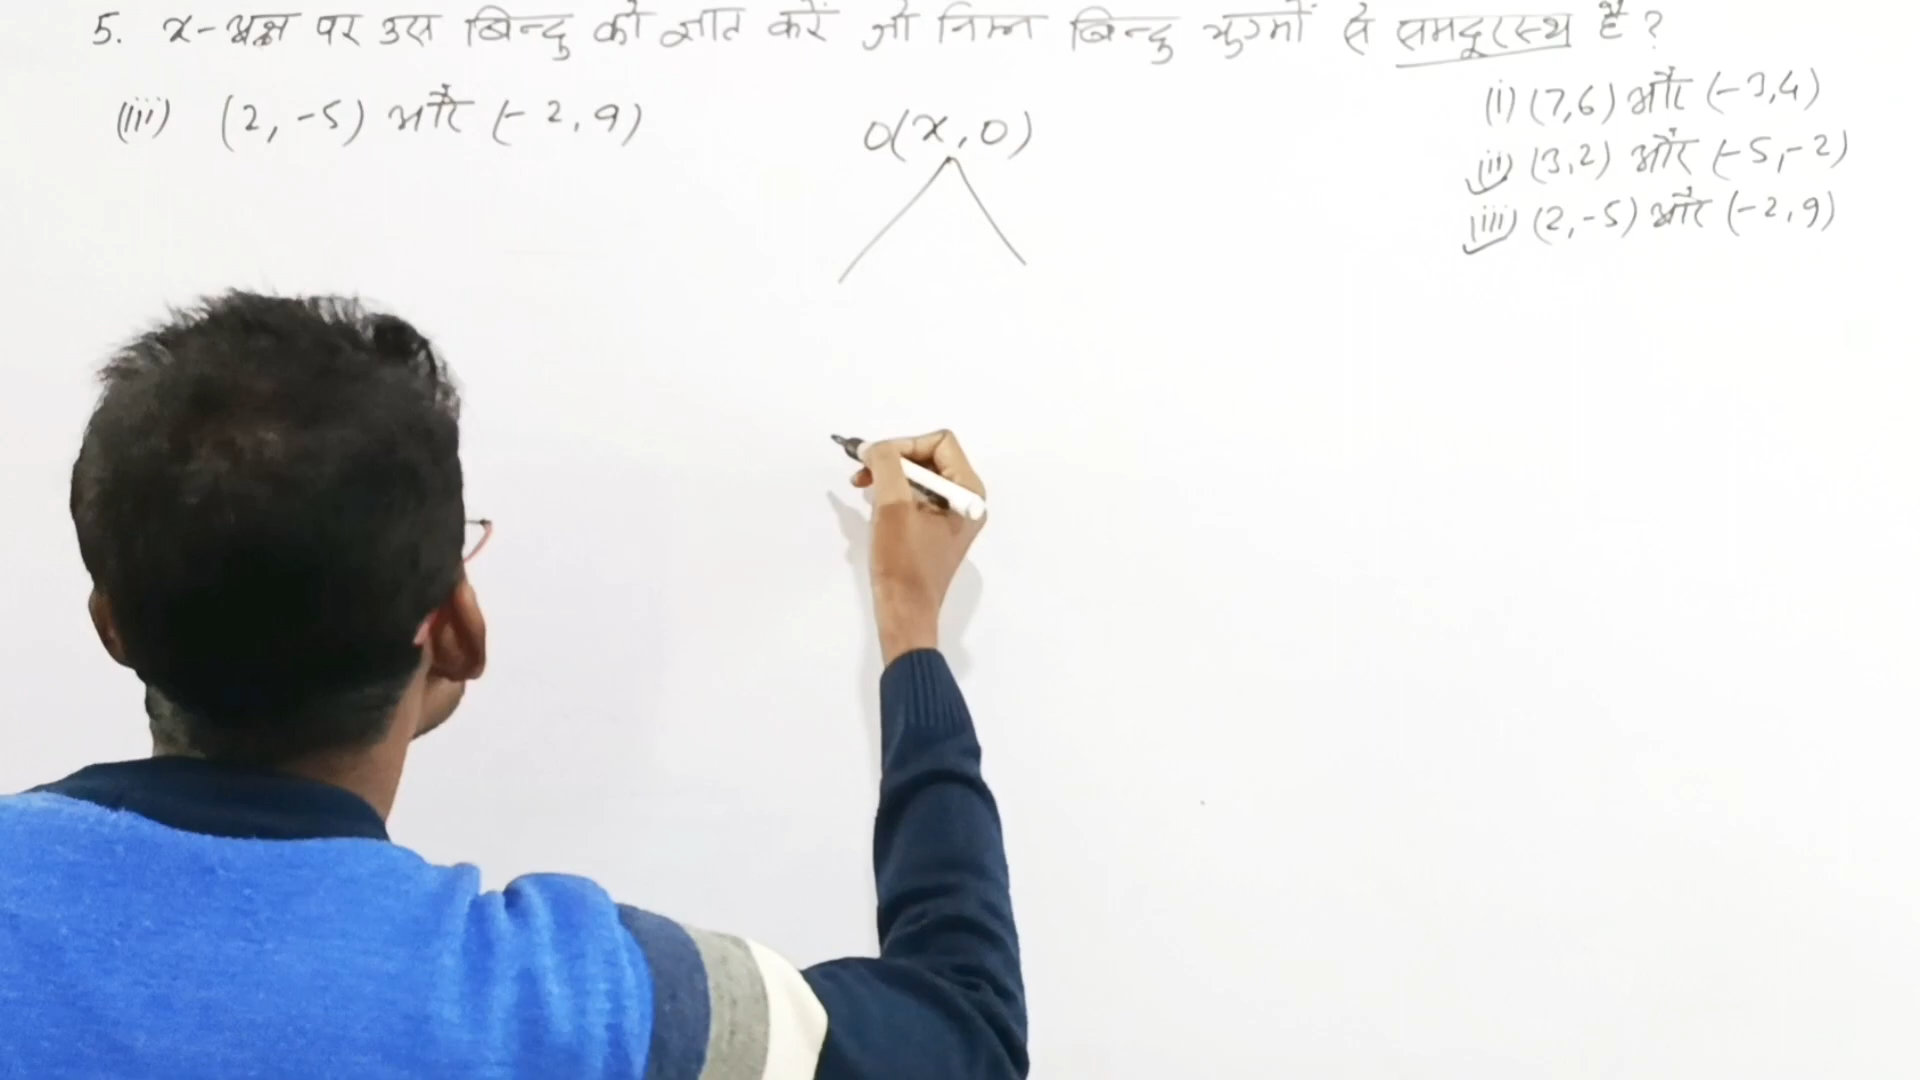 5. x-अक्ष पर उस बिन्दु को ज्ञात करें जो निम्न बिन्दु युग्मों से समदूरस्थ है ?
(iii) (2, -5) और (-2, 9)
O(x, 0)
(i) (7,6) और (-3,4)
(ii) (3,2) और (-5,-2)
(iii) (2,-5) और (-2,9)